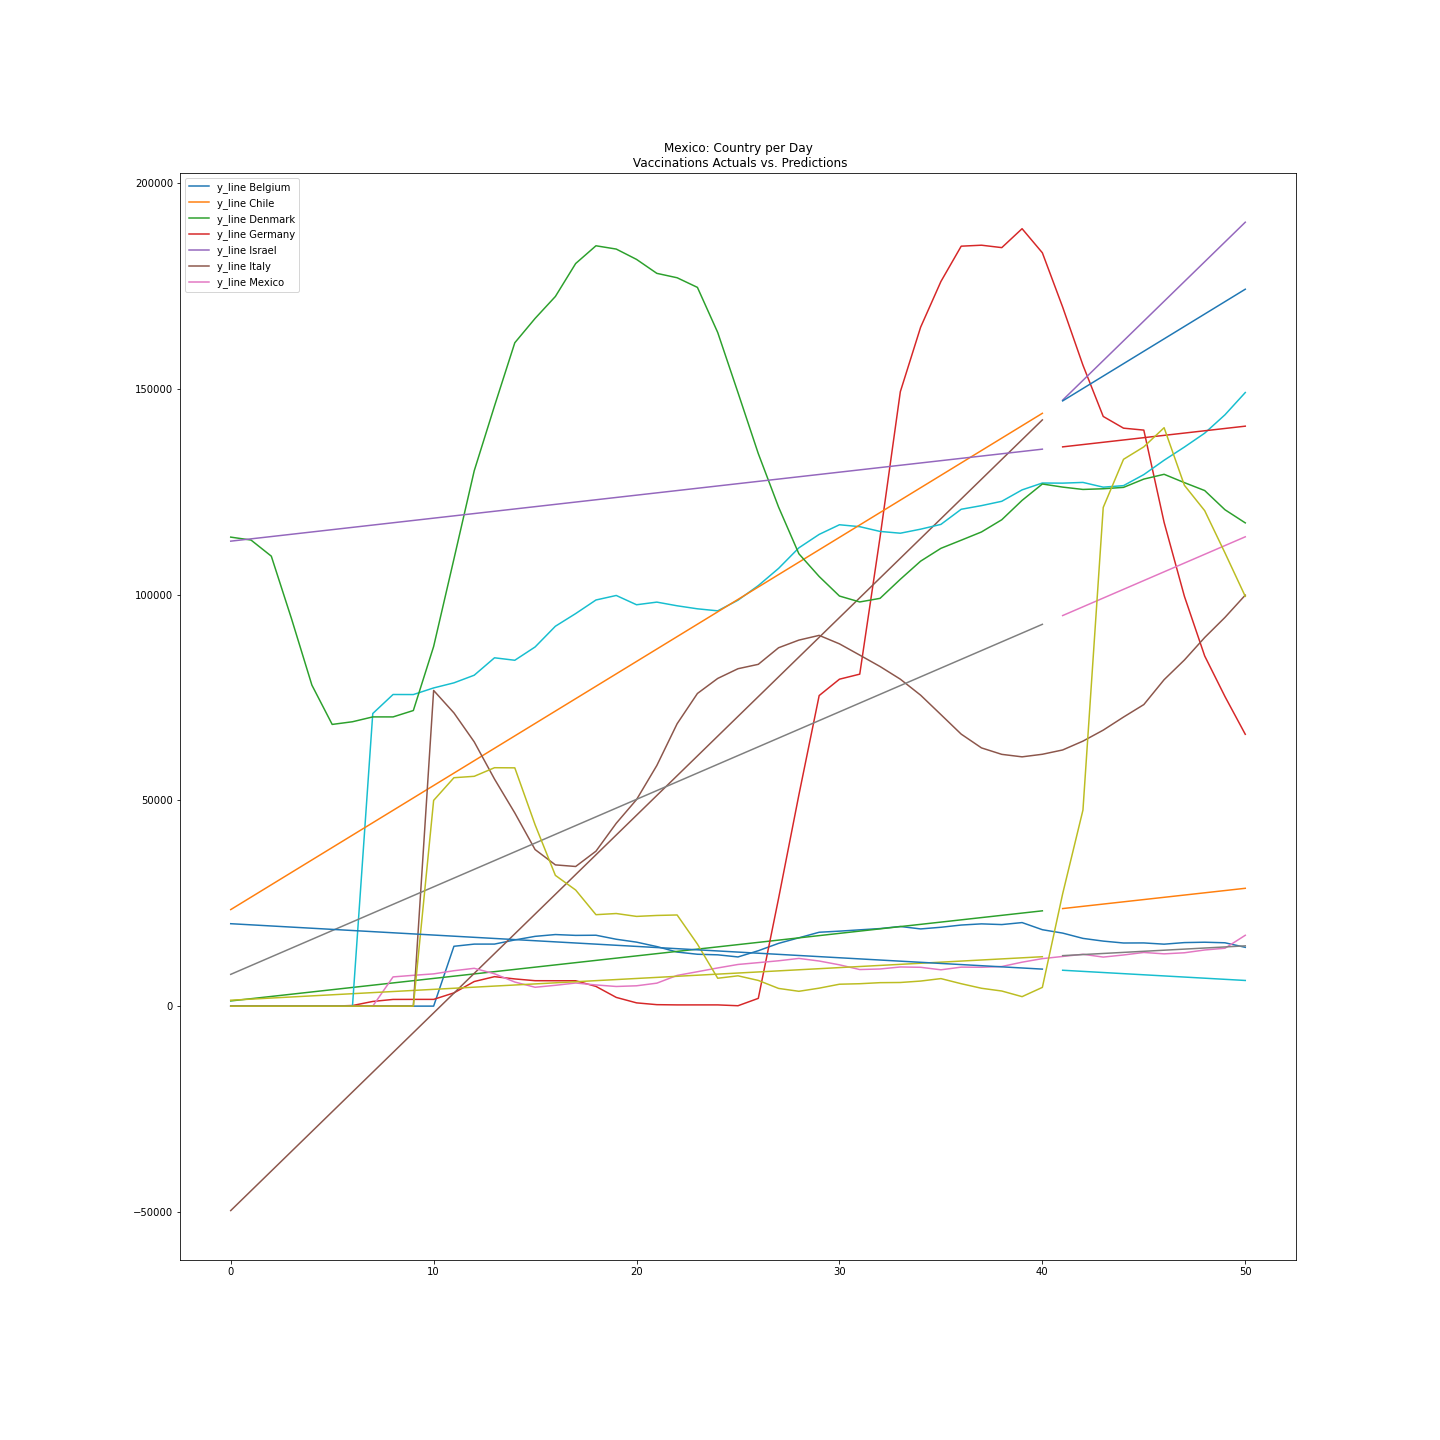 Mexico: Country per Day
Vaccinations Actuals vs. Predictions
200000
150000
100000
50000
0
−50000
y_line Belgium
y_line Chile
y_line Denmark
y_line Germany
y_line Israel
y_line Italy
y_line Mexico
0 10 20 30 40 50